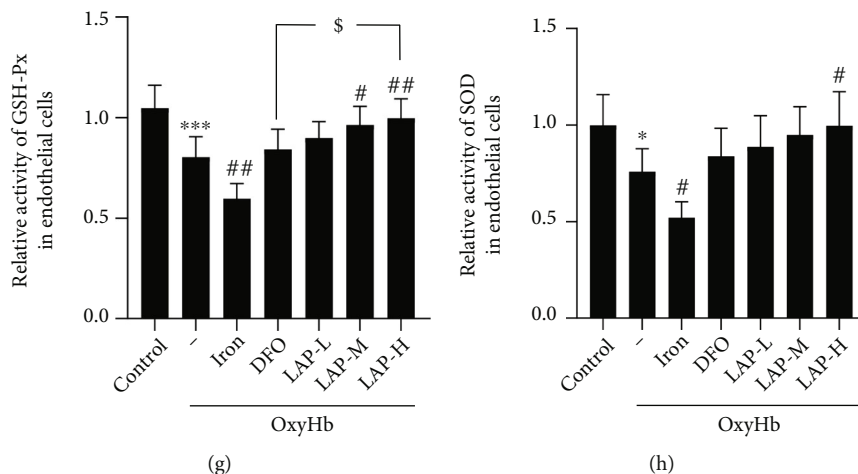 Relative activity of GSH-Px
in endothelial cells
1.5
1.0
0.5
0.0
$
***
##
#
##
Control
–
Iron
DFO
LAP-L
LAP-M
LAP-H
OxyHb
(g)
Relative activity of SOD
in endothelial cells
1.5
1.0
0.5
0.0
*
#
#
Control
–
Iron
DFO
LAP-L
LAP-M
LAP-H
OxyHb
(h)